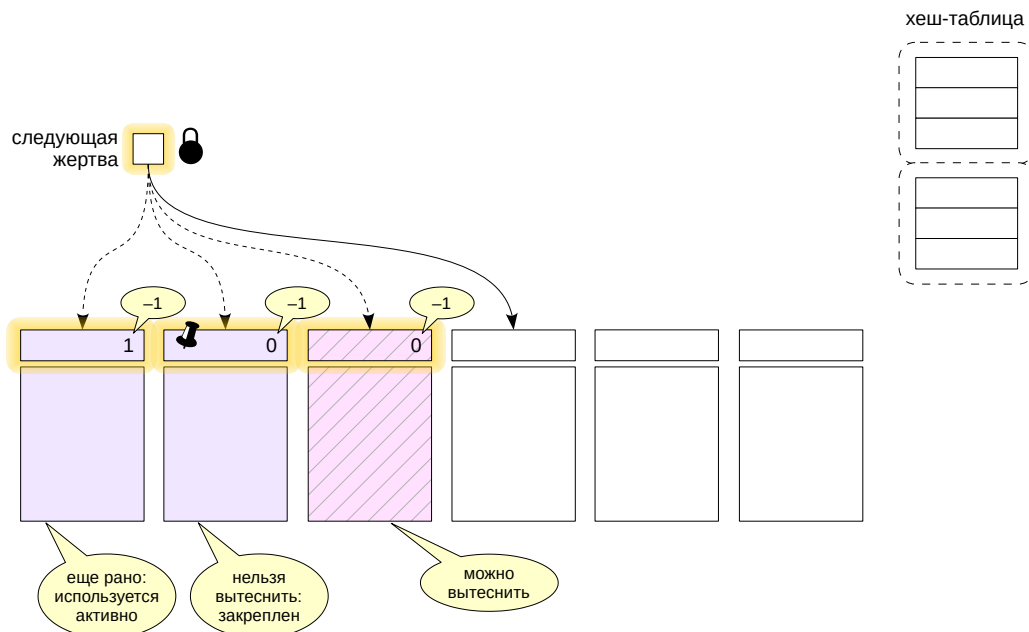 хеш-таблица
следующая
жертва
–1
–1
–1
1
0
0
еще рано:
используется
активно
нельзя
вытеснить:
закреплен
можно
вытеснить